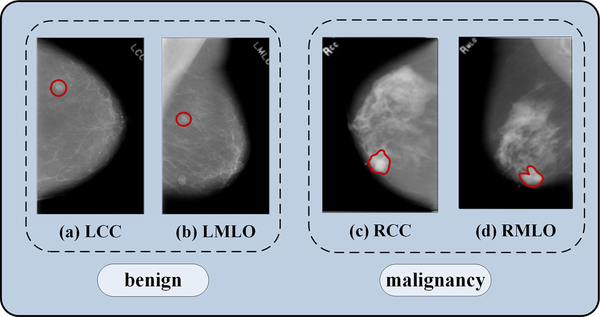 LCC
LMLO
RCC
RMLO
(a) LCC
(b) LMLO
(c) RCC
(d) RMLO
benign
malignancy